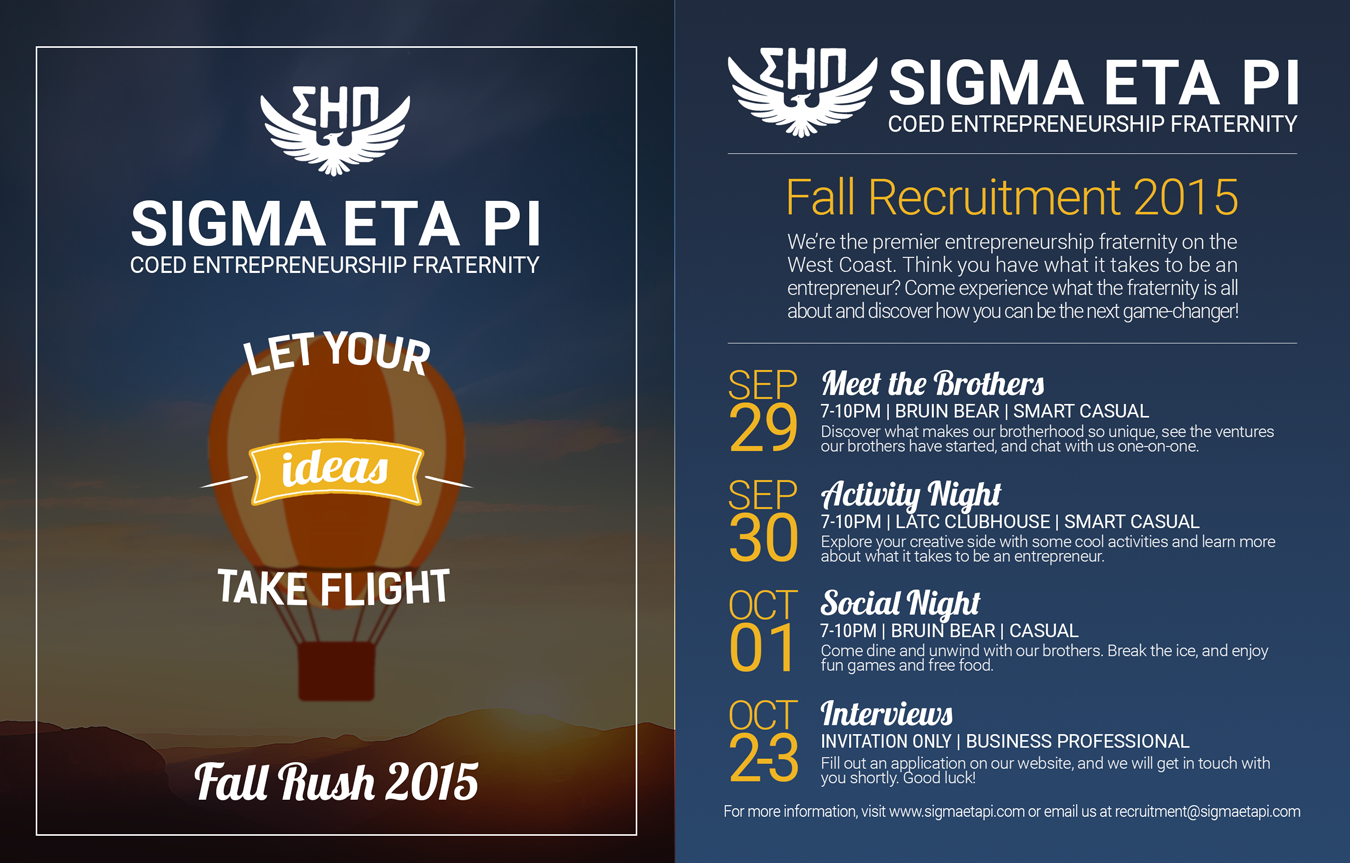 ΣΗΠ
SIGMA ETA PI
COED ENTREPRENEURSHIP FRATERNITY
LET YOUR
ideas
TAKE FLIGHT
Fall Rush 2015
ΣΗΠ
SIGMA ETA PI
COED ENTREPRENEURSHIP FRATERNITY
Fall Recruitment 2015
We’re the premier entrepreneurship fraternity on the
West Coast. Think you have what it takes to be an
entrepreneur? Come experience what the fraternity is all
about and discover how you can be the next game-changer!
SEP
29
Meet the Brothers
7-10PM | BRUIN BEAR | SMART CASUAL
Discover what makes our brotherhood so unique, see the ventures
our brothers have started, and chat with us one-on-one.
SEP
30
Activity Night
7-10PM | LATC CLUBHOUSE | SMART CASUAL
Explore your creative side with some cool activities and learn more
about what it takes to be an entrepreneur.
OCT
01
Social Night
7-10PM | BRUIN BEAR | CASUAL
Come dine and unwind with our brothers. Break the ice, and enjoy
fun games and free food.
OCT
2-3
Interviews
INVITATION ONLY | BUSINESS PROFESSIONAL
Fill out an application on our website, and we will get in touch with
you shortly. Good luck!
For more information, visit www.sigmaetapi.com or email us at recruitment@sigmaetapi.com